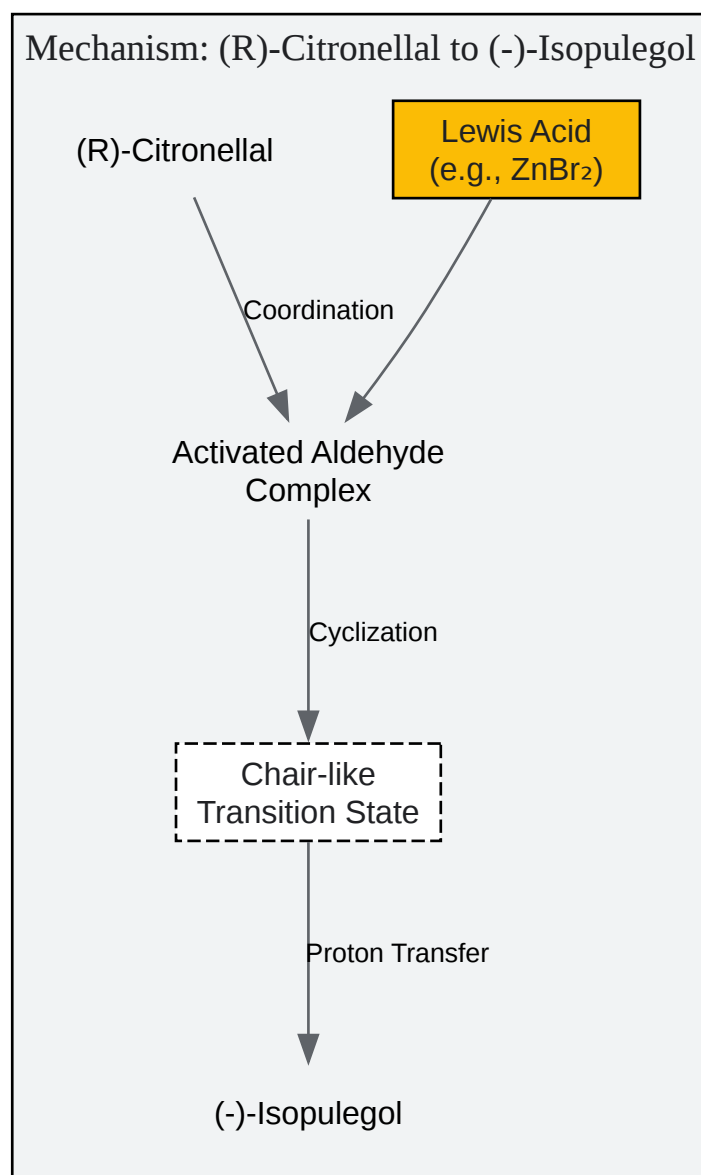 Mechanism: (R)-Citronellal to (-)-Isopulegol
(R)-Citronellal
Lewis Acid
(e.g., ZnBr₂)
Coordination
Activated Aldehyde
Complex
Cyclization
Chair-like
Transition State
Proton Transfer
(-)-Isopulegol